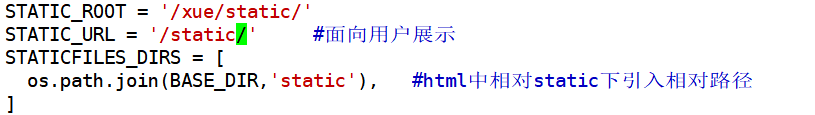 STATIC_ROOT = '/xue/static/'
STATIC_URL = '/static/'     #面向用户展示
STATICFILES_DIRS = [
  os.path.join(BASE_DIR,'static'),   #html中相对static下引入相对路径
]